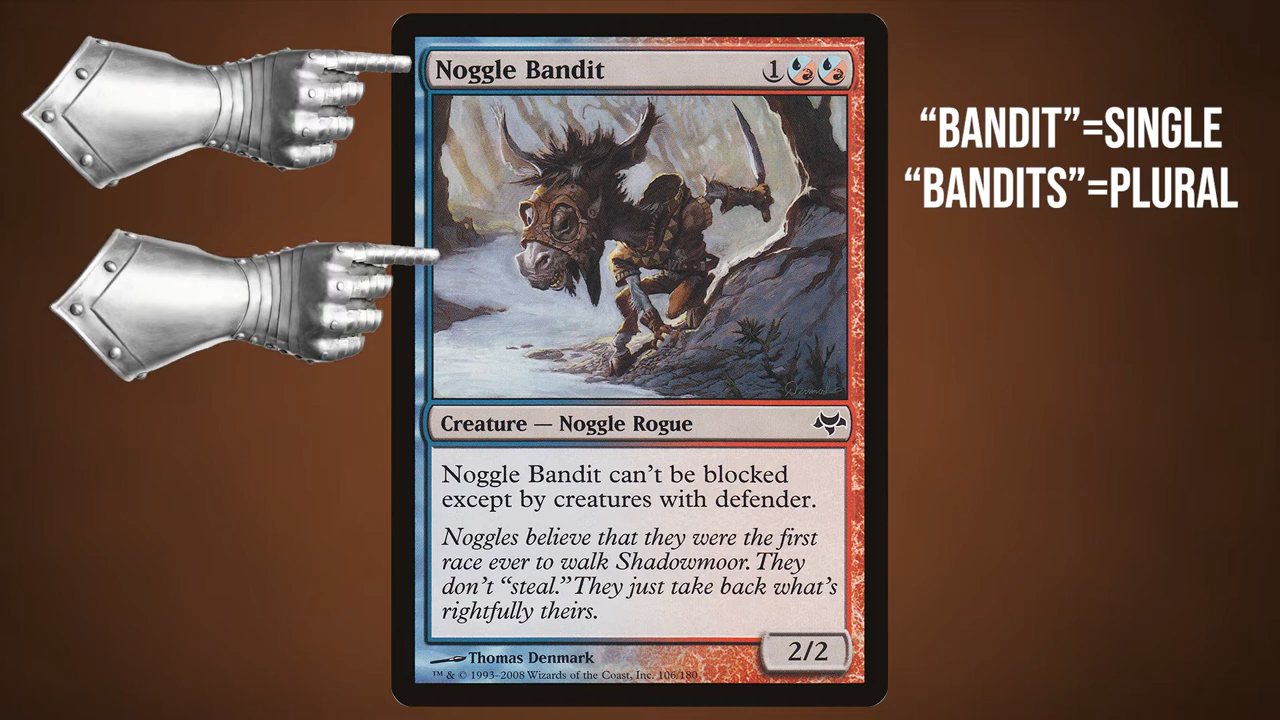 Noggle Bandit 1
“BANDIT”=SINGLE
“BANDITS”=PLURAL
Creature — Noggle Rogue
Noggle Bandit can’t be blocked
except by creatures with defender.
Noggles believe that they were the first
race ever to walk Shadowmoor. They
don’t “steal.” They just take back what’s
rightfully theirs.
2/2
Thomas Denmark
™ & © 1993–2008 Wizards of the Coast, Inc. 106/180